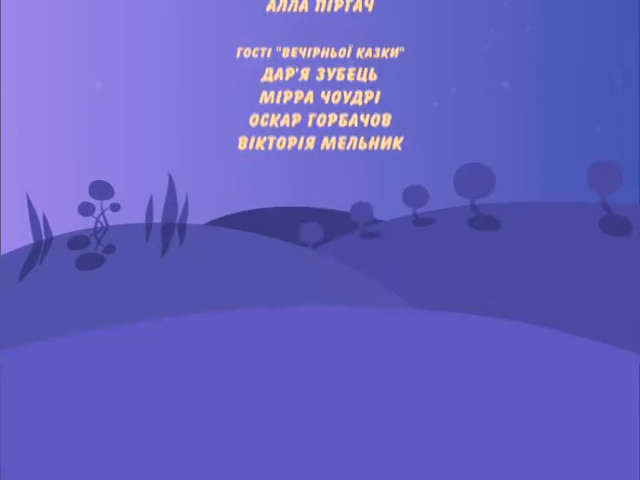 АЛЛА ПІРГАЧ
ГОСТІ "ВЕЧІРНЬОЇ КАЗКИ"
ДАР'Я ЗУБЕЦЬ
МІРРА ЧОУДРІ
ОСКАР ГОРБАЧОВ
ВІКТОРІЯ МЕЛЬНИК